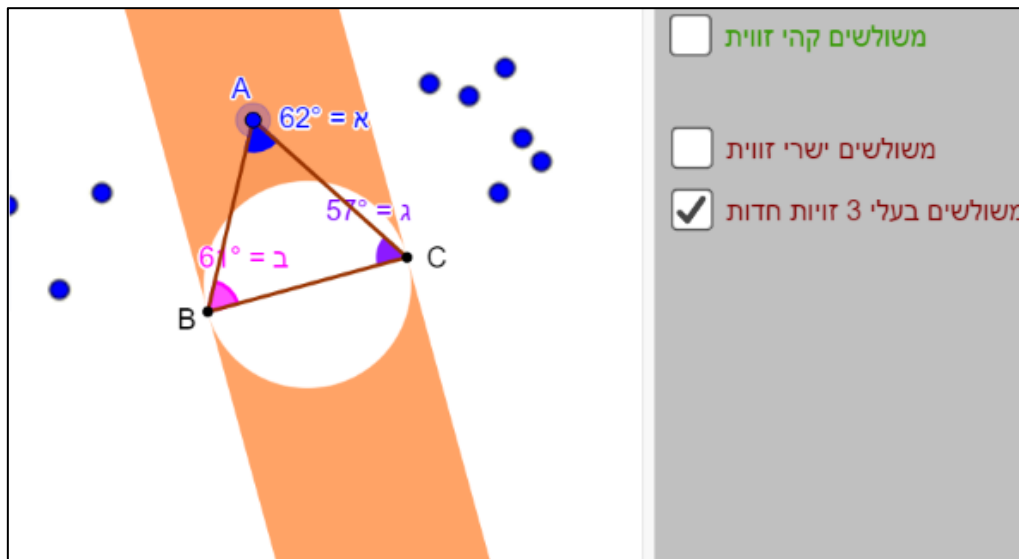 משולשים קהי זווית
משולשים ישרי זווית
משולשים בעלי 3 זויות חדות
A
א = 62°
ג = 57°
ב = 61°
C
B